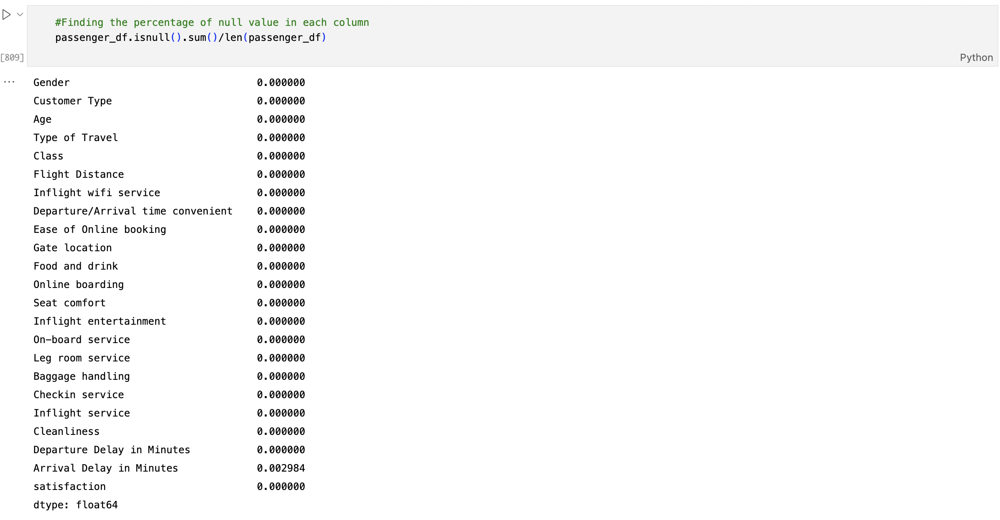 #Finding the percentage of null value in each column
passenger_df.isnull().sum()/len(passenger_df)
[809]
Python
... Gender 0.000000
Customer Type 0.000000
Age 0.000000
Type of Travel 0.000000
Class 0.000000
Flight Distance 0.000000
Inflight wifi service 0.000000
Departure/Arrival time convenient 0.000000
Ease of Online booking 0.000000
Gate location 0.000000
Food and drink 0.000000
Online boarding 0.000000
Seat comfort 0.000000
Inflight entertainment 0.000000
On-board service 0.000000
Leg room service 0.000000
Baggage handling 0.000000
Checkin service 0.000000
Inflight service 0.000000
Cleanliness 0.000000
Departure Delay in Minutes 0.000000
Arrival Delay in Minutes 0.002984
satisfaction 0.000000
dtype: float64